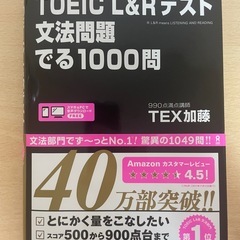 TOEIC L&Rテスト
文法問題
でる1000問
990点満点講師
TEX加藤
文法部門でず～っとNo.1! 驚異の1049問!!
40
万部突破!!
Amazon カスタマーレビュー
4.5!
とにかく量をこなしたい
スコア500から900点台まで
第1位